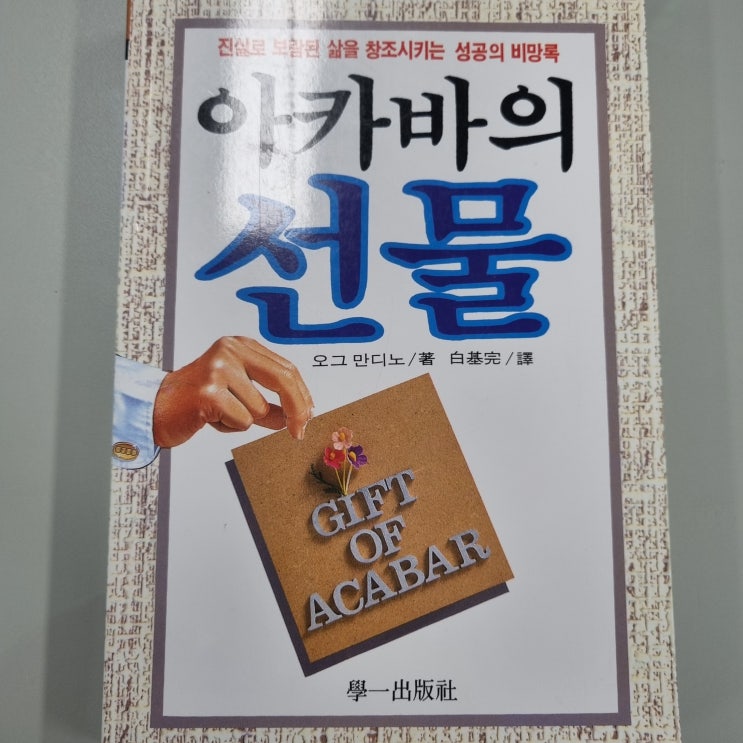 진실로 보람된 삶을 창조시키는 성공의 비망록
아카바의
선물
오그 만디노/著 白基完/譯
GIFT
OF
ACABAR
學一出版社